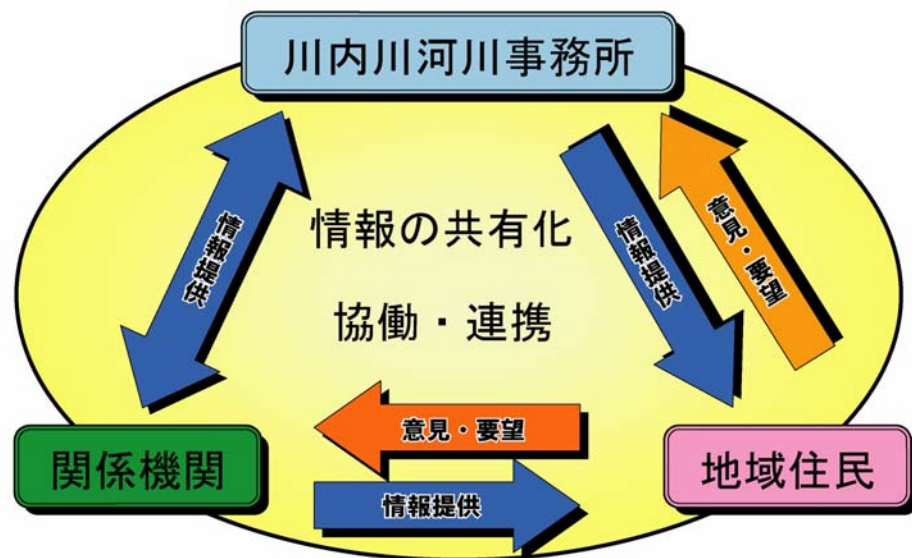 川内川河川事務所
情報の共有化
協働・連携
情報提供
情報提供
意見・要望
意見・要望
情報提供
関係機関
地域住民